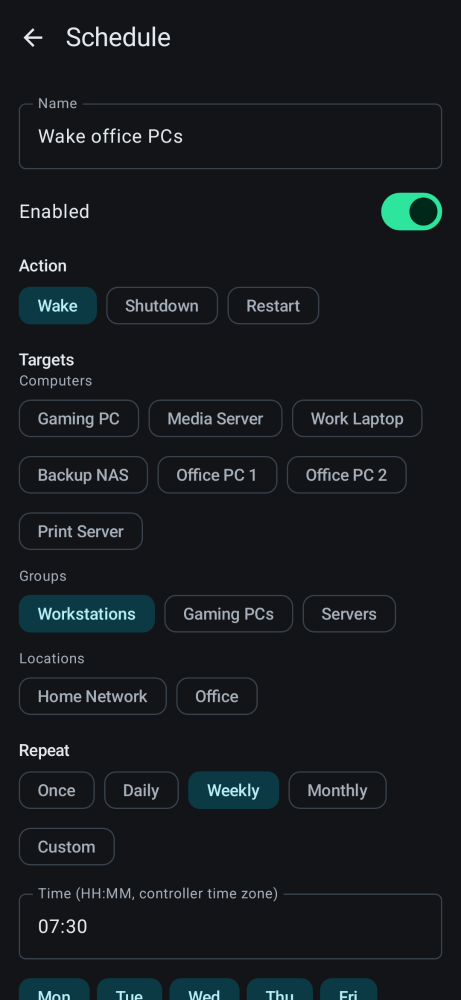 Schedule
Name
Wake office PCs
Enabled
Action
Wake Shutdown Restart
Targets
Computers
Gaming PC Media Server Work Laptop
Backup NAS Office PC 1 Office PC 2
Print Server
Groups
Workstations Gaming PCs Servers
Locations
Home Network Office
Repeat
Once Daily Weekly Monthly
Custom
Time (HH:MM, controller time zone)
07:30
Mon Tue Wed Thu Fri